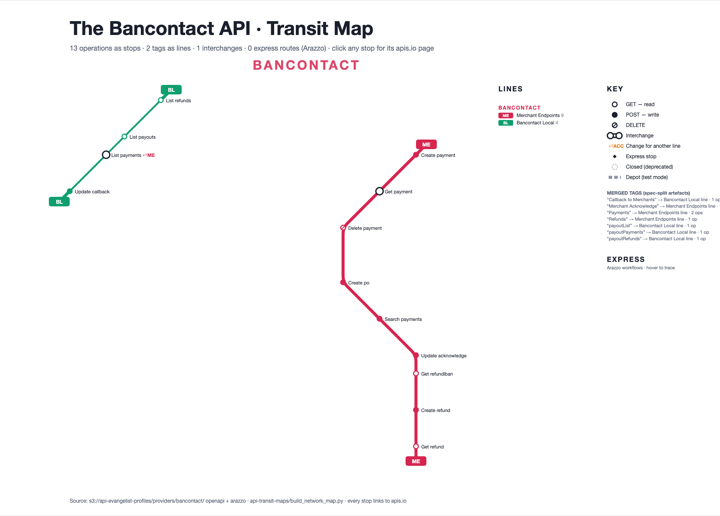 The Bancontact API · Transit Map
13 operations as stops · 2 tags as lines · 1 interchanges · 0 express routes (Arazzo) · click any stop for its apis.io page
BANCONTACT
BL
List refunds
List payouts
List payments ⇄ME
Update callback
BL
ME
Create payment
Get payment
Delete payment
Create po
Search payments
Update acknowledge
Get refundiban
Create refund
Get refund
ME
LINES
BANCONTACT
ME Merchant Endpoints 9
BL Bancontact Local 4
KEY
GET — read
POST — write
DELETE
Interchange
⇄ACC Change for another line
Express stop
Closed (deprecated)
Depot (test mode)
MERGED TAGS (spec-split artefacts)
"Callback to Merchants" → Bancontact Local line · 1 op
"Merchant Acknowledge" → Merchant Endpoints line ·
"Payments" → Merchant Endpoints line · 2 ops
"Refunds" → Merchant Endpoints line · 1 op
"payoutList" → Bancontact Local line · 1 op
"payoutPayments" → Bancontact Local line · 1 op
"payoutRefunds" → Bancontact Local line · 1 op
EXPRESS
Arazzo workflows · hover to trace
Source: s3://api-evangelist-profiles/providers/bancontact/ openapi + arazzo · api-transit-maps/build_network_map.py · every stop links to apis.io